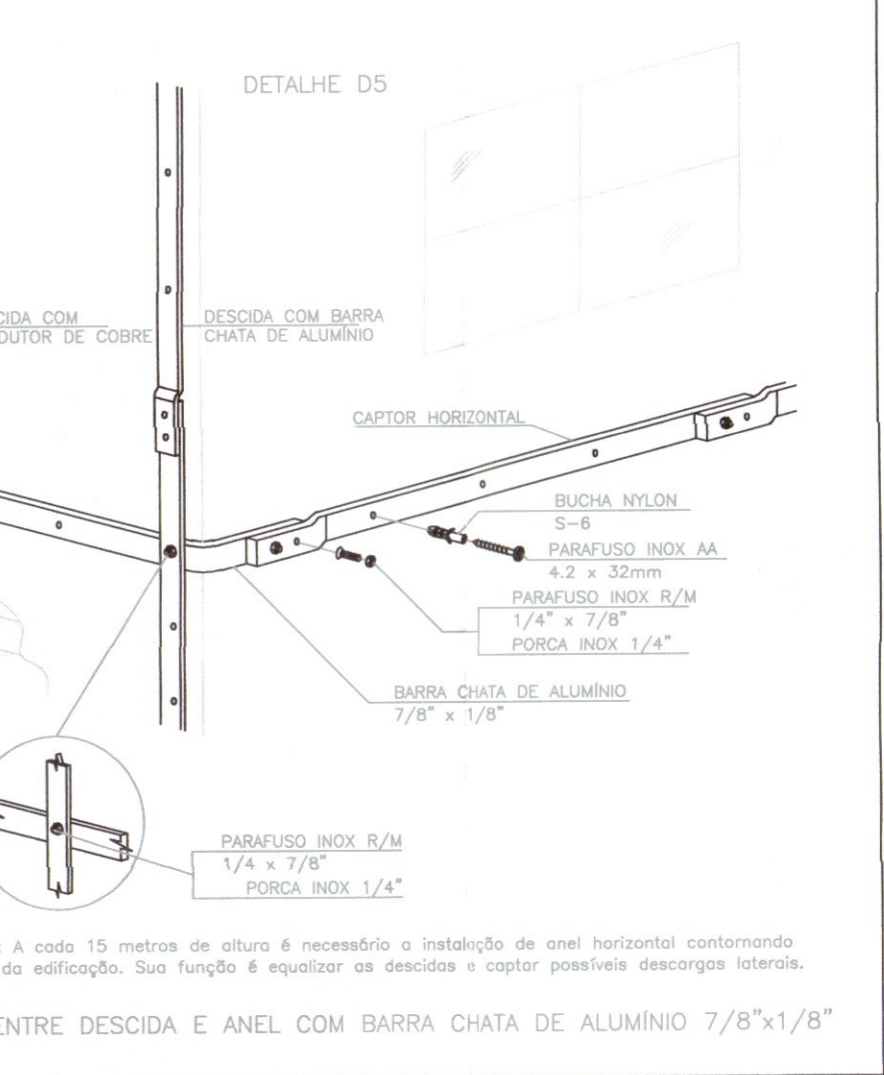 DETALHE D5
CIDA COM
DUTOR DE COBRE
DESCIDA COM BARRA
CHATA DE ALUMÍNIO
CAPTOR HORIZONTAL
BUCHA NYLON
S-6
PARAFUSO INOX AA
4.2 x 32mm
PARAFUSO INOX R/M
1/4" x 7/8"
PORCA INOX 1/4"
BARRA CHATA DE ALUMÍNIO
7/8" x 1/8"
PARAFUSO INOX R/M
1/4 x 7/8"
PORCA INOX 1/4"
: A cada 15 metros de altura é necessário a instalação de anel horizontal contornando
da edificação. Sua função é equalizar as descidas e captar possíveis descargas laterais.
ENTRE DESCIDA E ANEL COM BARRA CHATA DE ALUMÍNIO 7/8"x1/8"